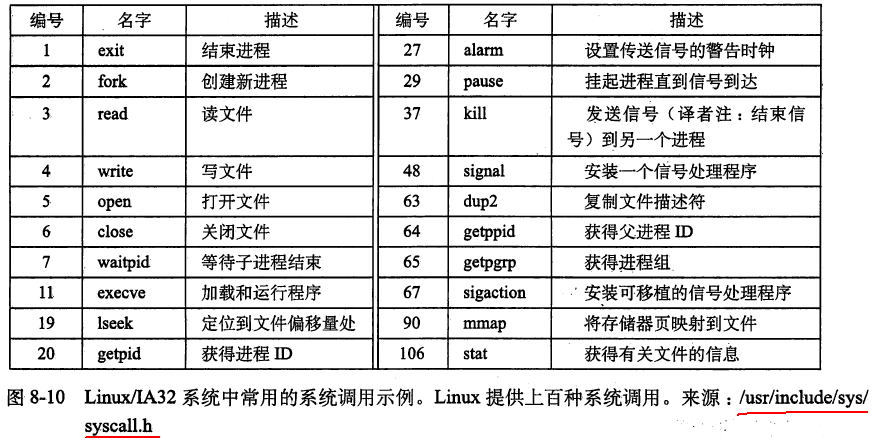 编号 名字 描述 编号 名字 描述
1 exit 结束进程 27 alarm 设置传送信号的警告时钟
2 fork 创建新进程 29 pause 挂起进程直到信号到达
3 read 读文件 37 kill 发送信号（译者注：结束信
号）到另一个进程
4 write 写文件 48 signal 安装一个信号处理程序
5 open 打开文件 63 dup2 复制文件描述符
6 close 关闭文件 64 getppid 获得父进程 ID
7 waitpid 等待子进程结束 65 getpgrp 获得进程组
11 execve 加载和运行程序 67 sigaction 安装可移植的信号处理程序
19 lseek 定位到文件偏移量处 90 mmap 将存储器页映射到文件
20 getpid 获得进程 ID 106 stat 获得有关文件的信息
图 8-10 Linux/IA32 系统中常用的系统调用示例。Linux 提供上百种系统调用。来源：/usr/include/sys/
syscall.h